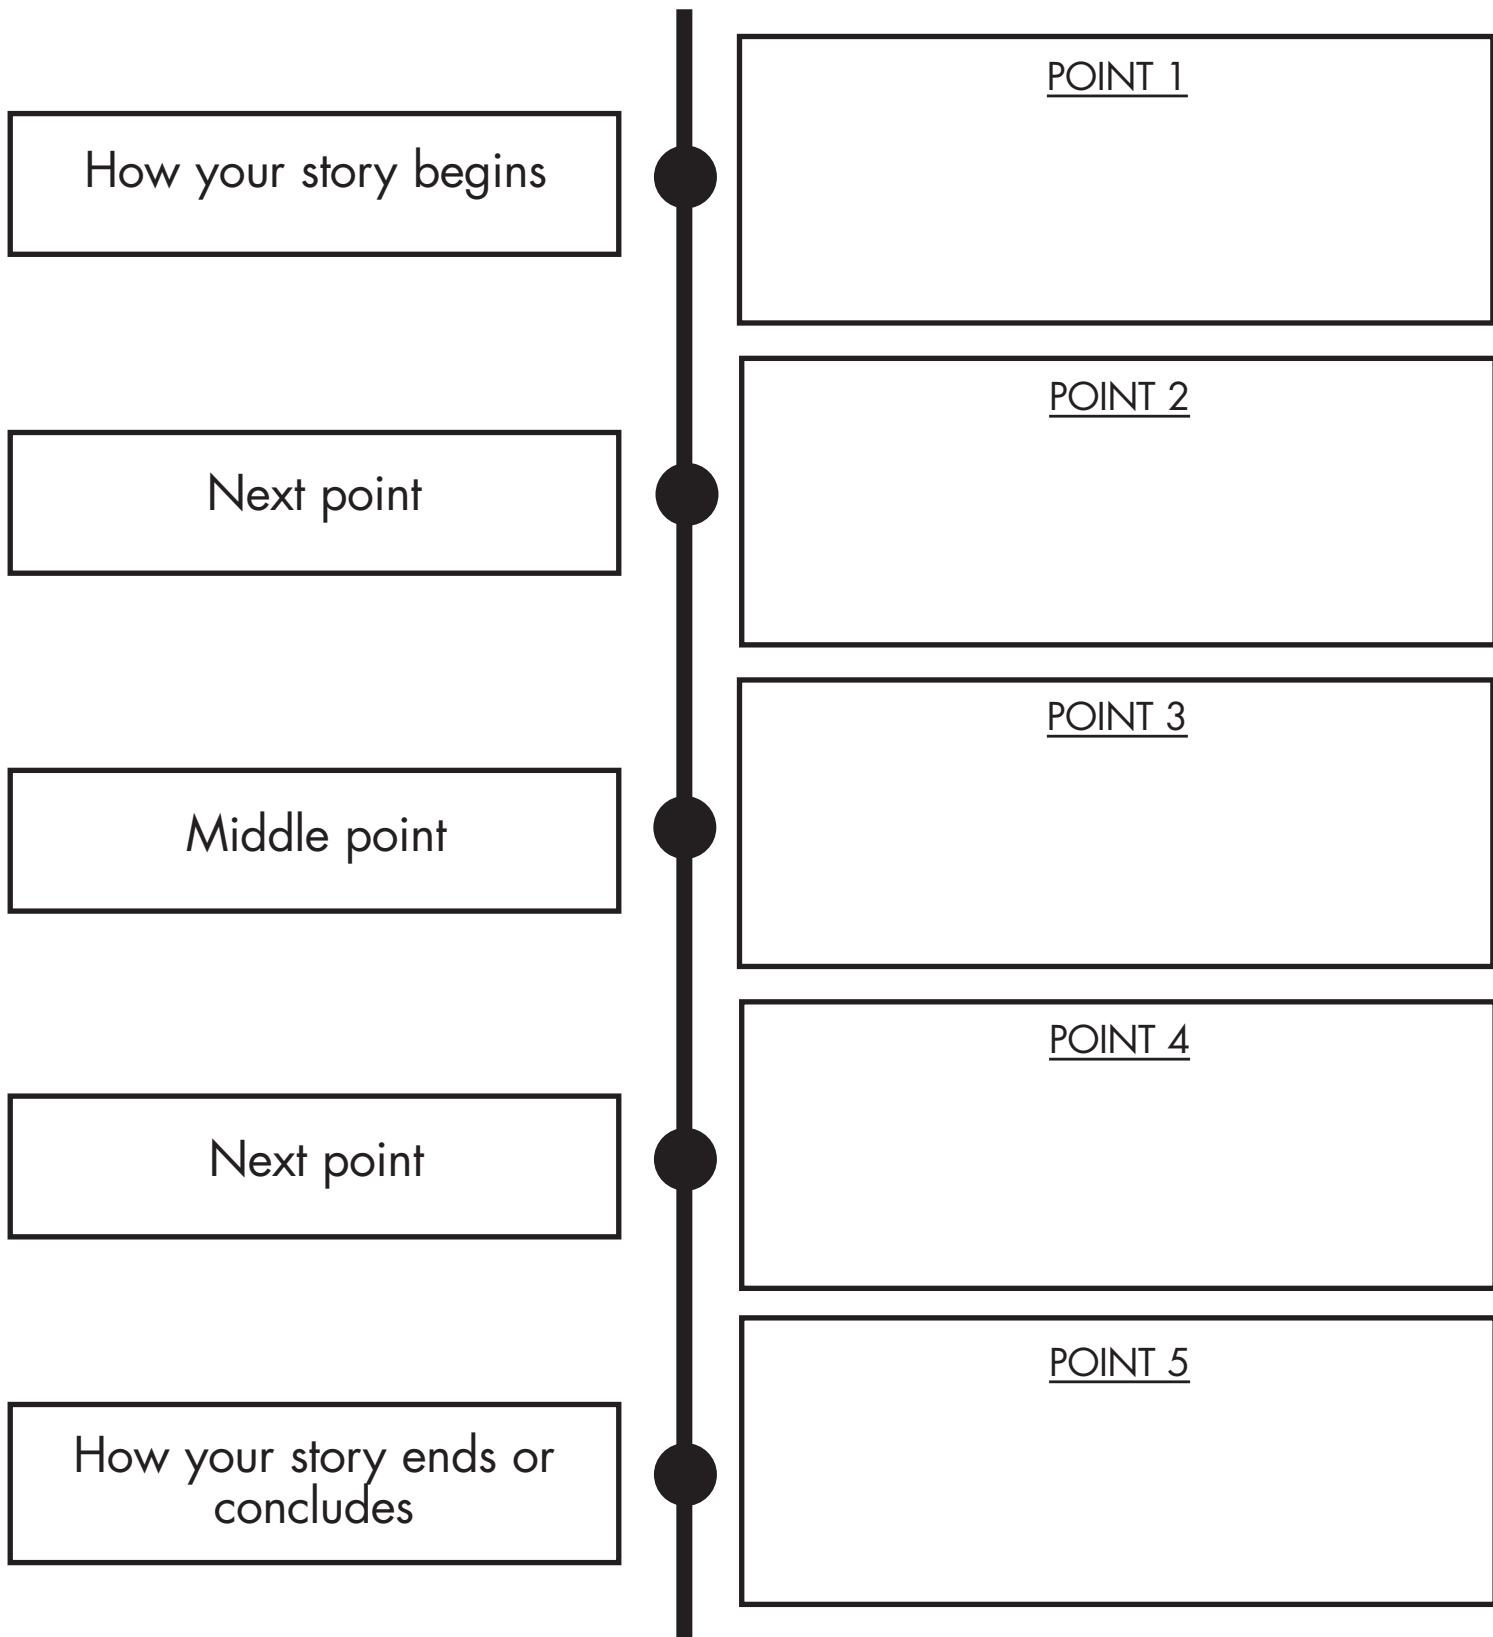 POINT 1
How your story begins
POINT 2
Next point
POINT 3
Middle point
POINT 4
Next point
POINT 5
How your story ends or
concludes